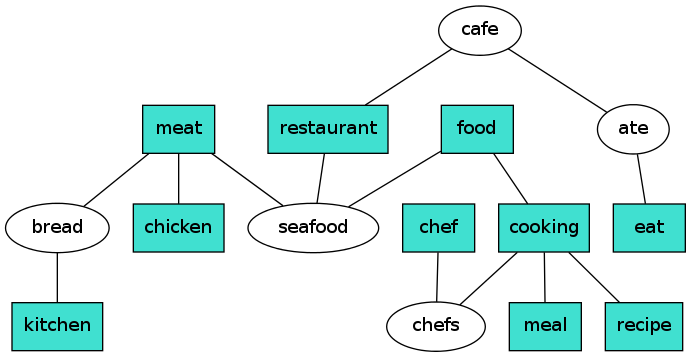 cafe
meat
restaurant
food
ate
bread
chicken
seafood
chef
cooking
eat
kitchen
chefs
meal
recipe